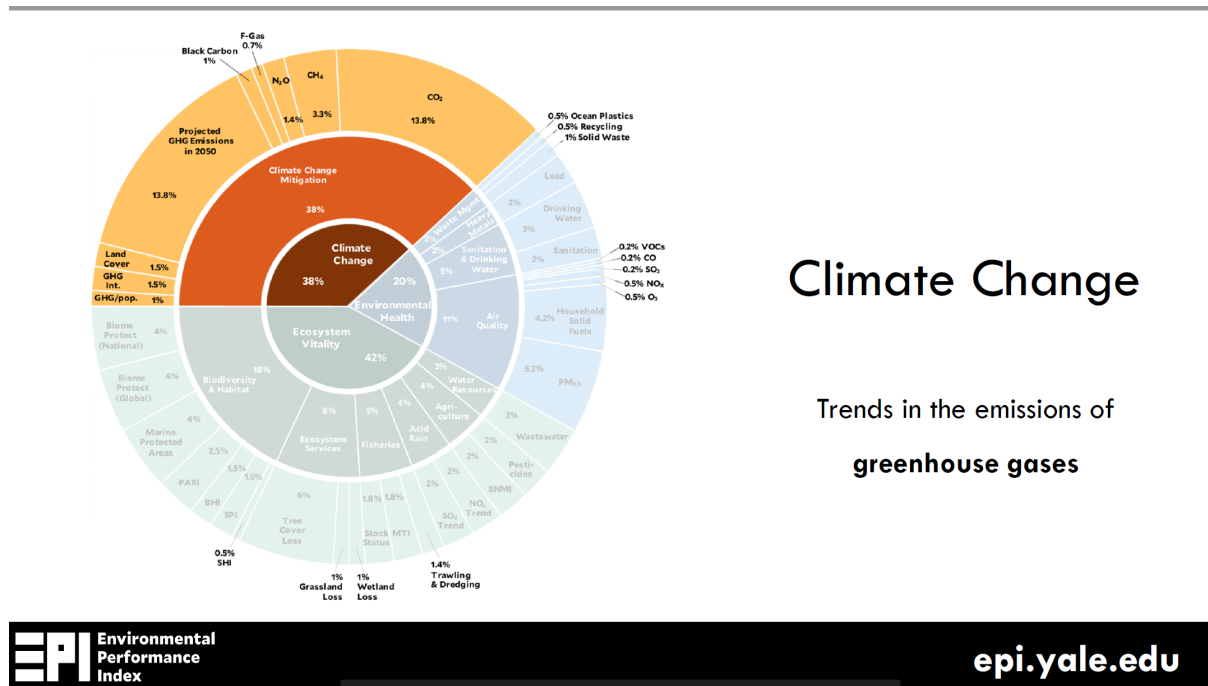 F-Gas
0.7%
Black Carbon
1%
N₂O
1.4%
CH₄
3.3%
CO₂
13.8%
Projected
GHG Emissions
in 2050
13.8%
Land
Cover
1.5%
GHG
Int.
1.5%
GHG/pop.
1%
Climate Change
Mitigation
38%
Climate
Change
38%
0.5% Ocean Plastics
0.5% Recycling
1% Solid Waste
Lead
2%
Drinking
Water
3%
Sanitation
2%
0.2% VOCs
0.2% CO
0.2% SO₂
0.5% NOₓ
0.5% O₃
Household
Solid
Fuels
4.2%
5.2%
PM₂.₅
Waste Mgmt
2%
Heavy
Metals
2%
Sanitation
& Drinking
Water
5%
Air
Quality
11%
20%
Environmental
Health
Ecosystem
Vitality
42%
18%
Biodiversity
& Habitat
8%
Ecosystem
Services
5%
Fisheries
4%
Acid
Rain
4%
Agri-
culture
3%
Water
Resources
Biome
Protect
(National)
4%
Biome
Protect
(Global)
4%
Marine
Protected
Areas
4%
PARI
2.5%
BHI
1.5%
SPI
1.5%
0.5%
SHI
6%
Tree
Cover
Loss
1%
Grassland
Loss
1%
Wetland
Loss
1.8%
Stock
Status
1.8%
MTI
1.4%
Trawling
& Dredging
2%
SO₂
Trend
2%
NOₓ
Trend
2%
SNMI
2%
Pesti-
cides
3%
Wastewater
Climate Change
Trends in the emissions of
greenhouse gases
EPI
Environmental
Performance
Index
epi.yale.edu